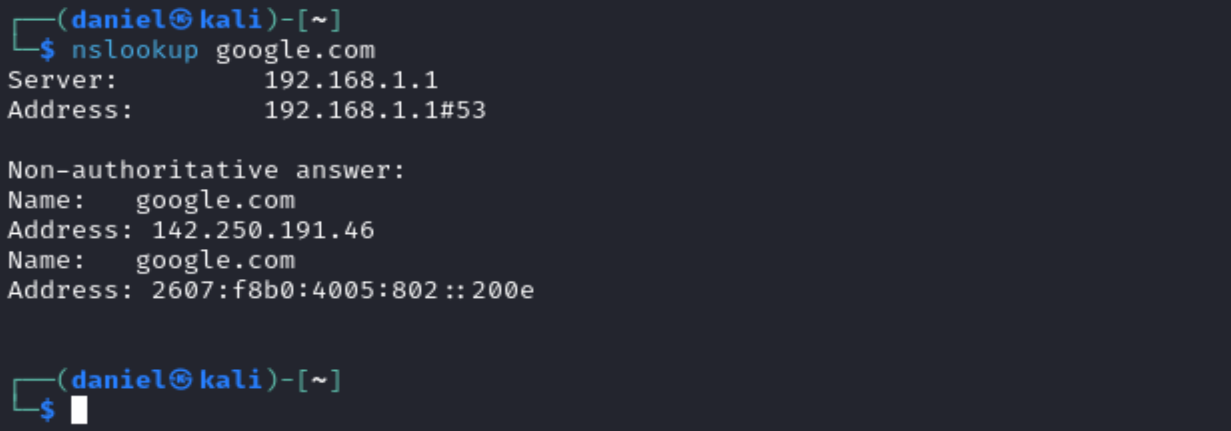 ┌──(daniel㉿kali)-[~]
└─$ nslookup google.com
Server:         192.168.1.1
Address:        192.168.1.1#53

Non-authoritative answer:
Name:   google.com
Address: 142.250.191.46
Name:   google.com
Address: 2607:f8b0:4005:802::200e

┌──(daniel㉿kali)-[~]
└─$